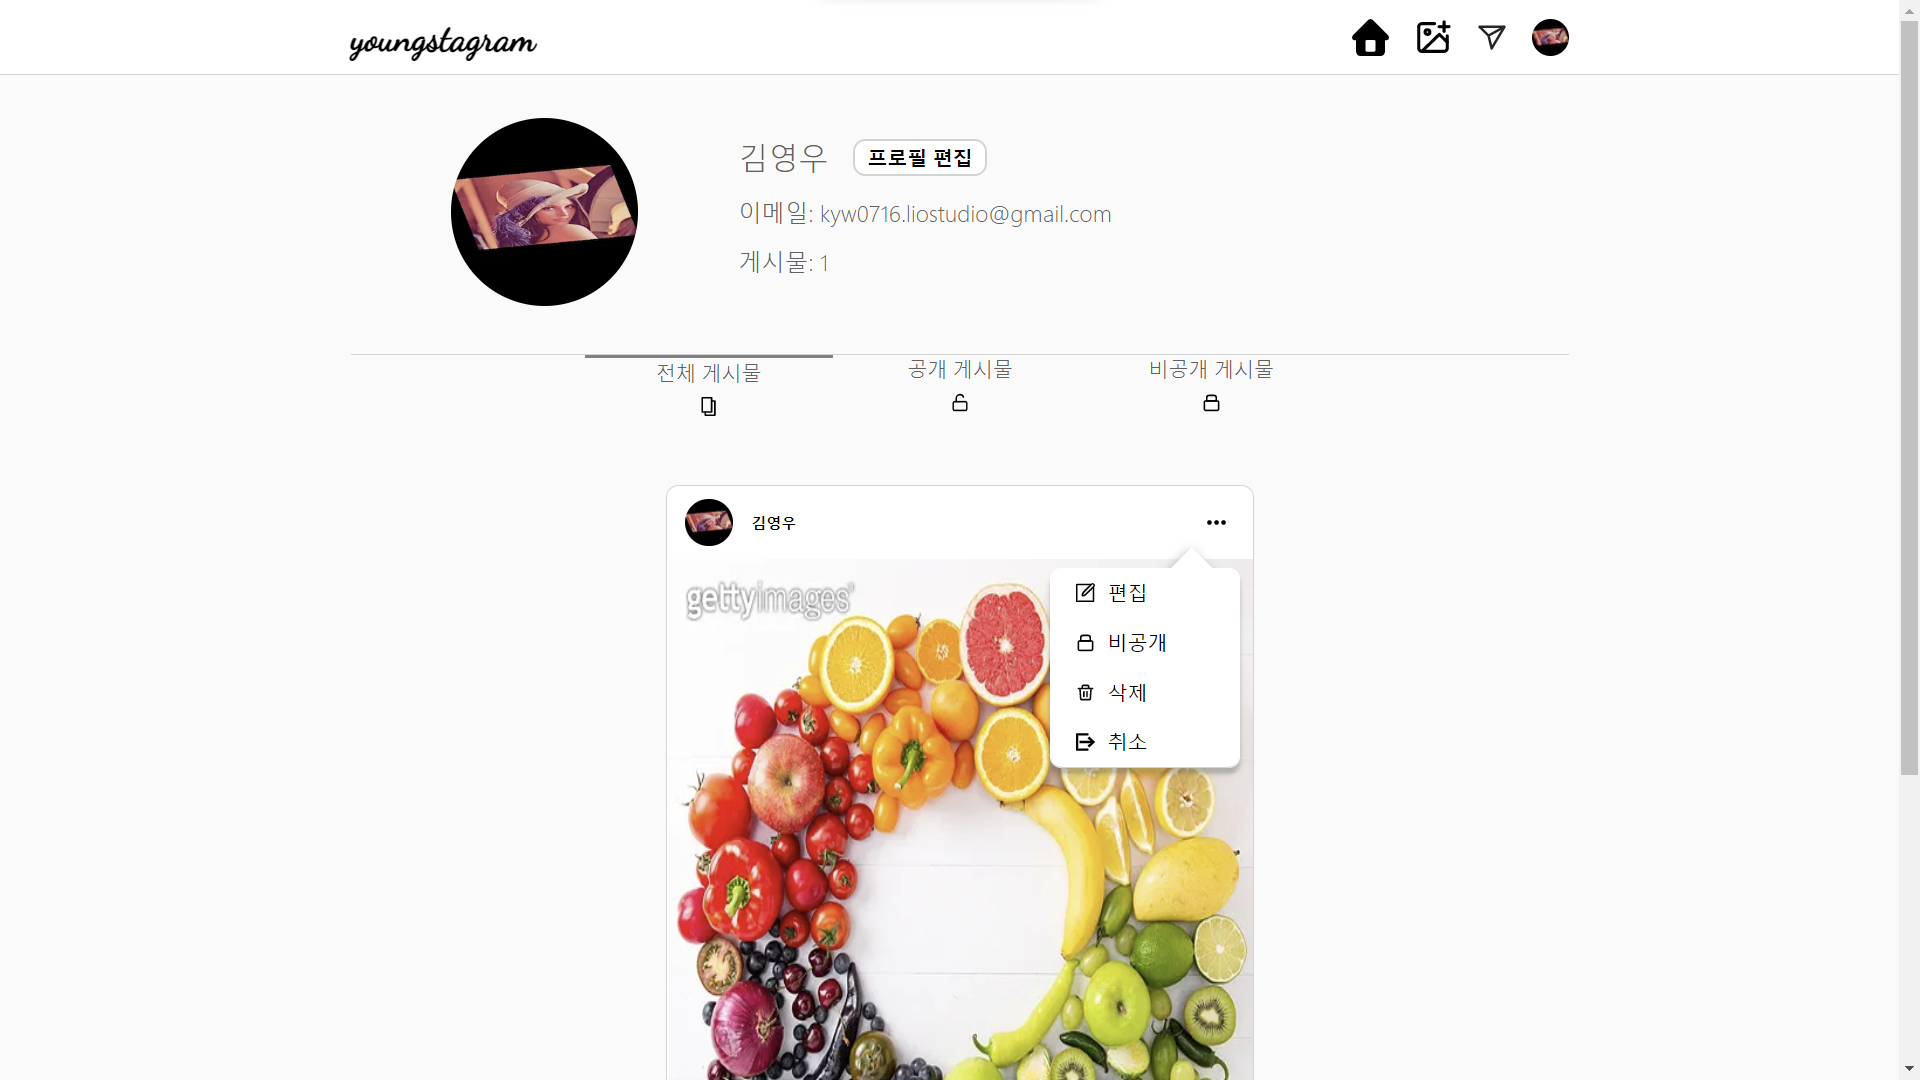 youngstagram
김영우 프로필 편집
이메일: kyw0716.liostudio@gmail.com
게시물: 1
전체 게시물 공개 게시물 비공개 게시물
김영우
gettyimages®
편집
비공개
삭제
취소